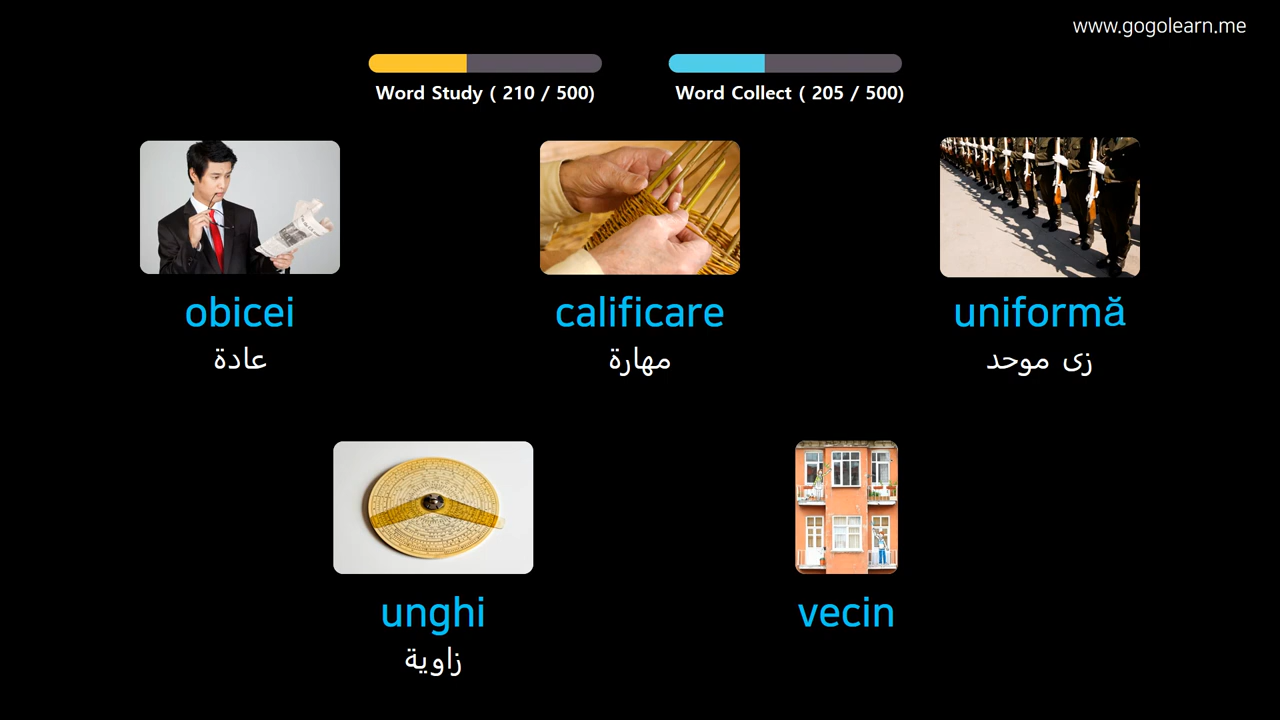 www.gogolearn.me
Word Study ( 210 / 500)
Word Collect ( 205 / 500)
obicei
عادة
calificare
مهارة
uniformă
زى موحد
unghi
زاوية
vecin